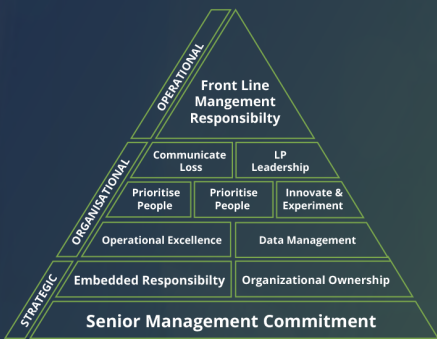 OPERATIONAL
Front Line
Mangement
Responsibilty
ORGANISATIONAL
Communicate
Loss
LP
Leadership
Prioritise
People
Prioritise
People
Innovate &
Experiment
Operational Excellence
Data Management
STRATEGIC
Embedded Responsibilty
Organizational Ownership
Senior Management Commitment